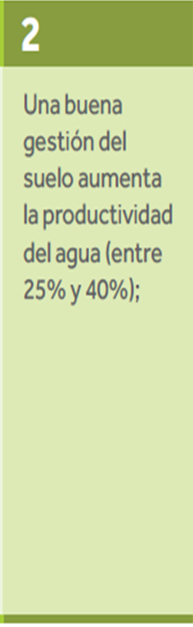 2
Una buena
gestión del
suelo aumenta
la productividad
del agua (entre
25% y 40%);